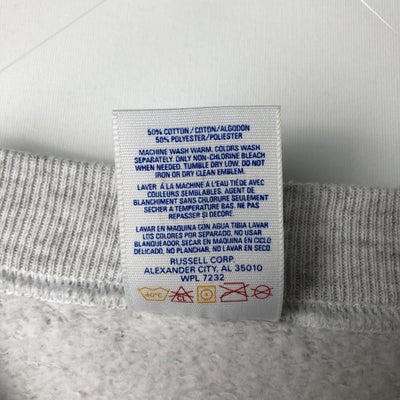 50% COTTON/COTON/ALGODON
50% POLYESTER/POLIESTER
MACHINE WASH WARM. COLORS WASH
SEPARATELY. ONLY NON-CHLORINE BLEACH
WHEN NEEDED. TUMBLE DRY LOW. DO NOT
IRON OR DRY CLEAN EMBLEM.
LAVER À LA MACHINE A L'EAU TIÈDE AVEC
COULEURS SEMBLABLES. AGENT DE
BLANCHIMENT SANS CHLORURE SEULEMENT
SÉCHER A TEMPERATURE BAS. NE PAS
REPASSER SI DÉCORÉ.
LAVAR EN MAQUINA CON AGUA TIBIA LAVAR
LOS COLORES POR SEPARADO, NO USAR
BLANQUEADOR. SECAR EN MAQUINA EN CICLO
DELICADO, NO PLANCHAR, LAVAR EN SECO.
RUSSELL CORP.
ALEXANDER CITY, AL 35010
WPL 7232
40°C CL